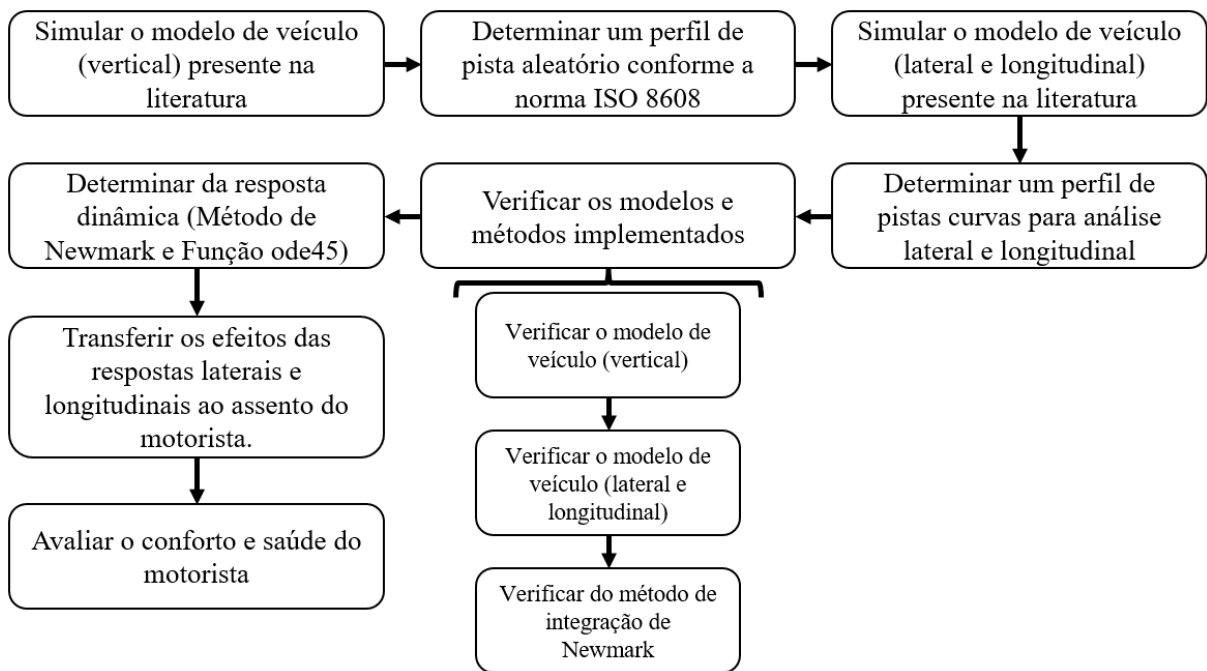 Simular o modelo de veículo
(vertical) presente na
literatura
Determinar um perfil de
pista aleatório conforme a
norma ISO 8608
Simular o modelo de veículo
(lateral e longitudinal)
presente na literatura
Determinar um perfil de
pistas curvas para análise
lateral e longitudinal
Verificar os modelos e
métodos implementados
Verificar o modelo de
veículo (vertical)
Verificar o modelo de
veículo (lateral e
longitudinal)
Verificar do método de
integração de
Newmark
Determinar da resposta
dinâmica (Método de
Newmark e Função ode45)
Transferir os efeitos das
respostas laterais e
longitudinais ao assento do
motorista.
Avaliar o conforto e saúde do
motorista